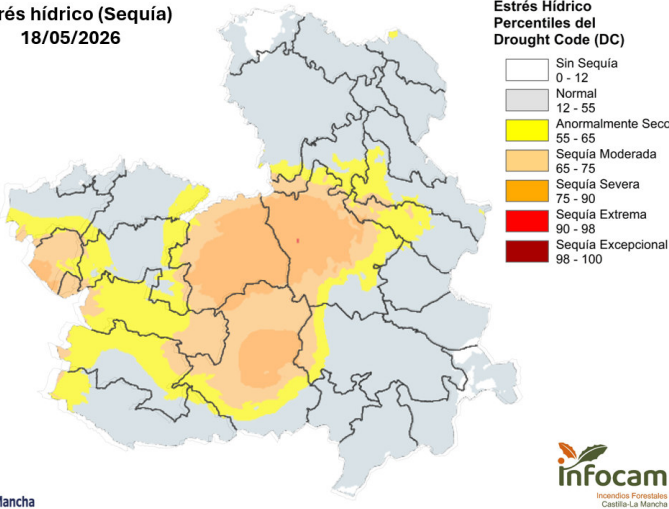 rés hídrico (Sequía)
18/05/2026
Estrés Hídrico
Percentiles del
Drought Code (DC)
Sin Sequía
0 - 12
Normal
12 - 55
Anormalmente Seco
55 - 65
Sequía Moderada
65 - 75
Sequía Severa
75 - 90
Sequía Extrema
90 - 98
Sequía Excepcional
98 - 100
infocam
Incendios Forestales
Castilla-La Mancha
Mancha